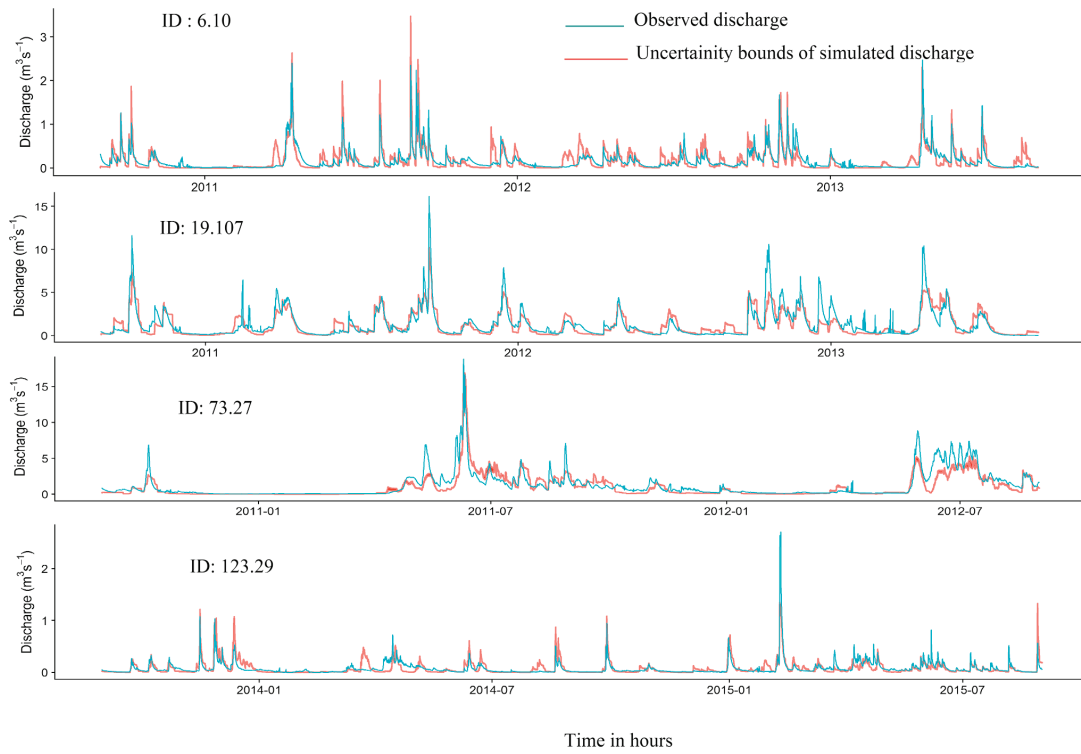 ID : 6.10
Observed discharge
Uncertainity bounds of simulated discharge
Discharge (m³s⁻¹)
3
2
1
0
2011
2012
2013
ID: 19.107
Discharge (m³s⁻¹)
15
10
5
0
2011
2012
2013
ID: 73.27
Discharge (m³s⁻¹)
15
10
5
0
2011-01
2011-07
2012-01
2012-07
ID: 123.29
Discharge (m³s⁻¹)
2
1
0
2014-01
2014-07
2015-01
2015-07
Time in hours